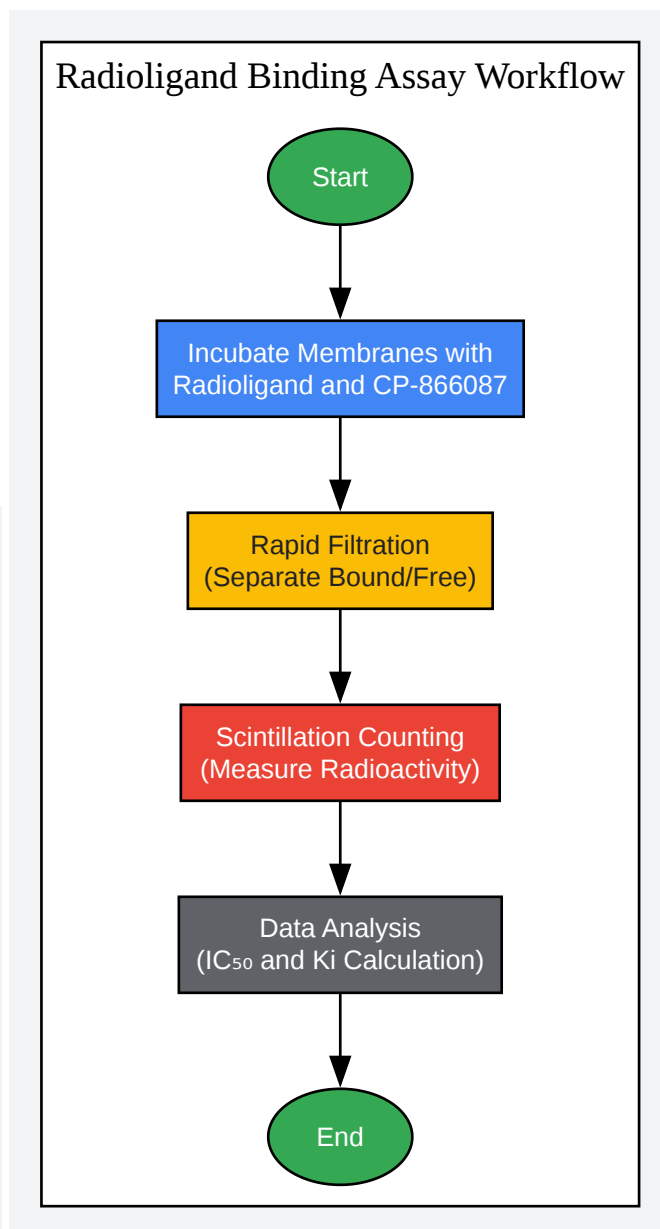 Radioligand Binding Assay Workflow
Start
Incubate Membranes with
Radioligand and CP-866087
Rapid Filtration
(Separate Bound/Free)
Scintillation Counting
(Measure Radioactivity)
Data Analysis
(IC₅₀ and Ki Calculation)
End